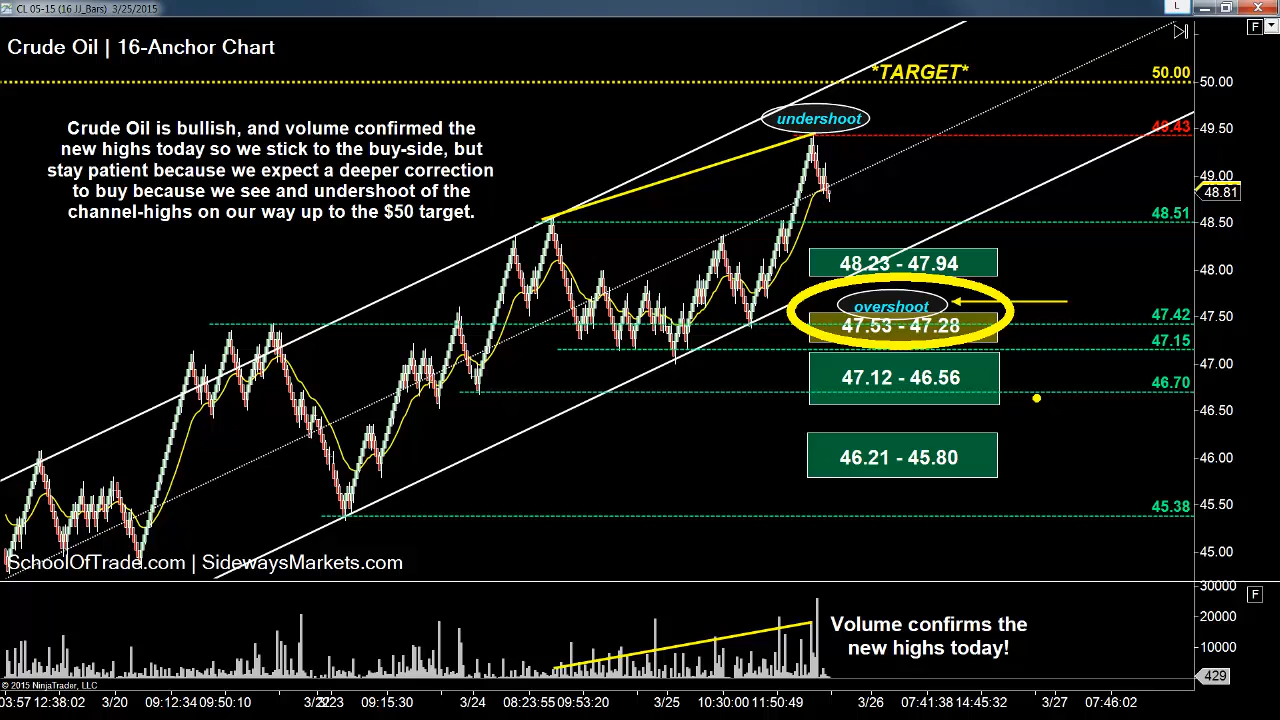 CL 05-15 (16 JJ_Bars) 3/25/2015
L
Crude Oil | 16-Anchor Chart
F
*TARGET*
50.00
50.00
undershoot
49.43
49.50
Crude Oil is bullish, and volume confirmed the
new highs today so we stick to the buy-side, but
stay patient because we expect a deeper correction
to buy because we see and undershoot of the
channel-highs on our way up to the $50 target.
49.00
48.81
48.51
48.50
48.23 - 47.94
48.00
overshoot
47.53 - 47.28
47.42
47.50
47.15
47.00
47.12 - 46.56
46.70
46.50
46.21 - 45.80
46.00
45.38
45.50
45.00
SchoolOfTrade.com | SidewaysMarkets.com
30000
F
20000
10000
Volume confirms the
new highs today!
429
© 2015 NinjaTrader, LLC
03:57 12:38:02 3/20 09:12:34 09:50:10 3/23 09:15:30 3/24 08:23:55 09:53:20 3/25 10:30:00 11:50:49 3/26 07:41:38 14:45:32 3/27 07:46:02